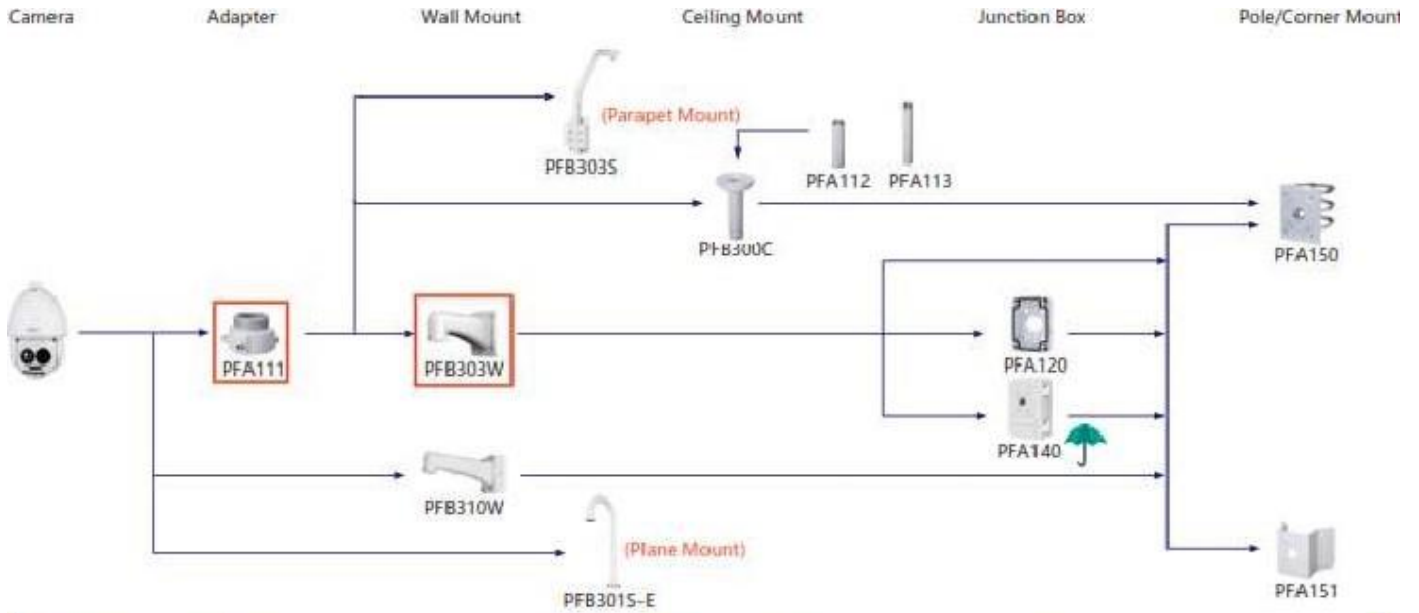 Camera
Adapter
Wall Mount
Ceiling Mount
Junction Box
Pole/Corner Mount
(Parapet Mount)
PFB303S
PFA112
PFA113
PFB300C
PFA150
PFA111
PFB303W
PFA120
PFA140
PFB310W
(Plane Mount)
PFB301S-E
PFA151